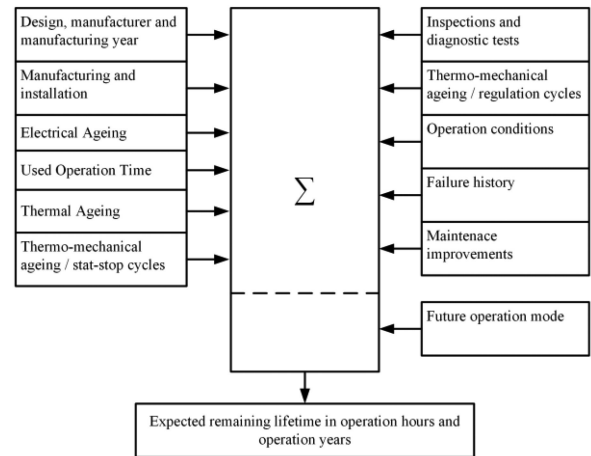 Design, manufacturer and
manufacturing year
Manufacturing and
installation
Electrical Ageing
Used Operation Time
Thermal Ageing
Thermo-mechanical
ageing / stat-stop cycles
∑
Inspections and
diagnostic tests
Thermo-mechanical
ageing / regulation cycles
Operation conditions
Failure history
Maintenace
improvements
Future operation mode
Expected remaining lifetime in operation hours and
operation years